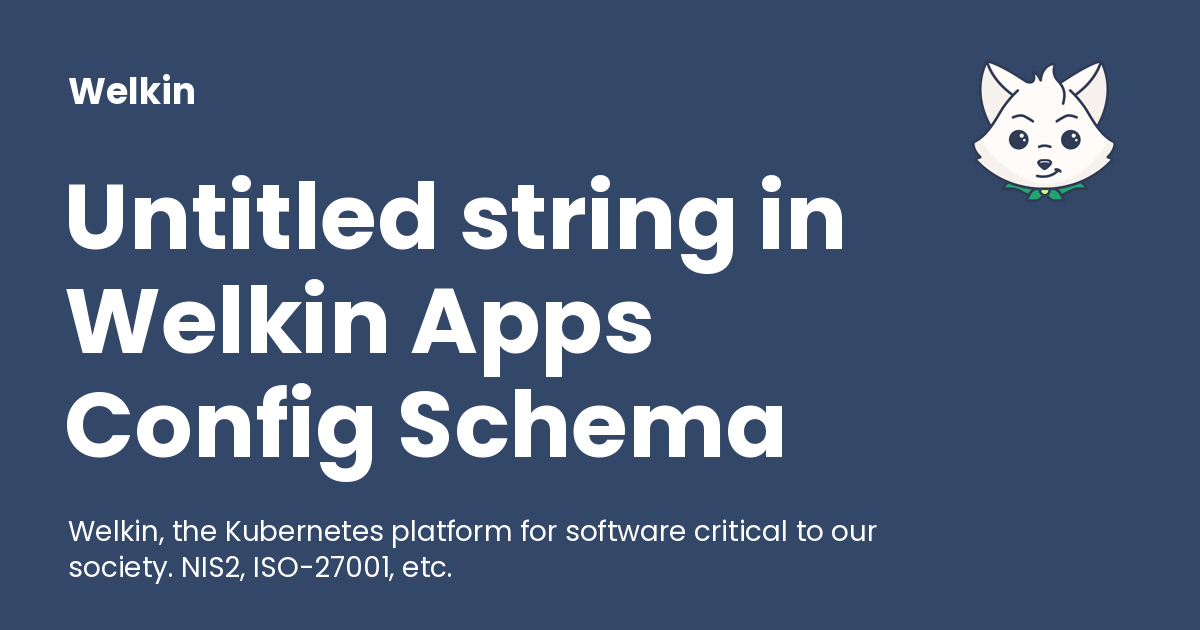 Welkin
Untitled string in
Welkin Apps
Config Schema
Welkin, the Kubernetes platform for software critical to our
society. NIS2, ISO-27001, etc.